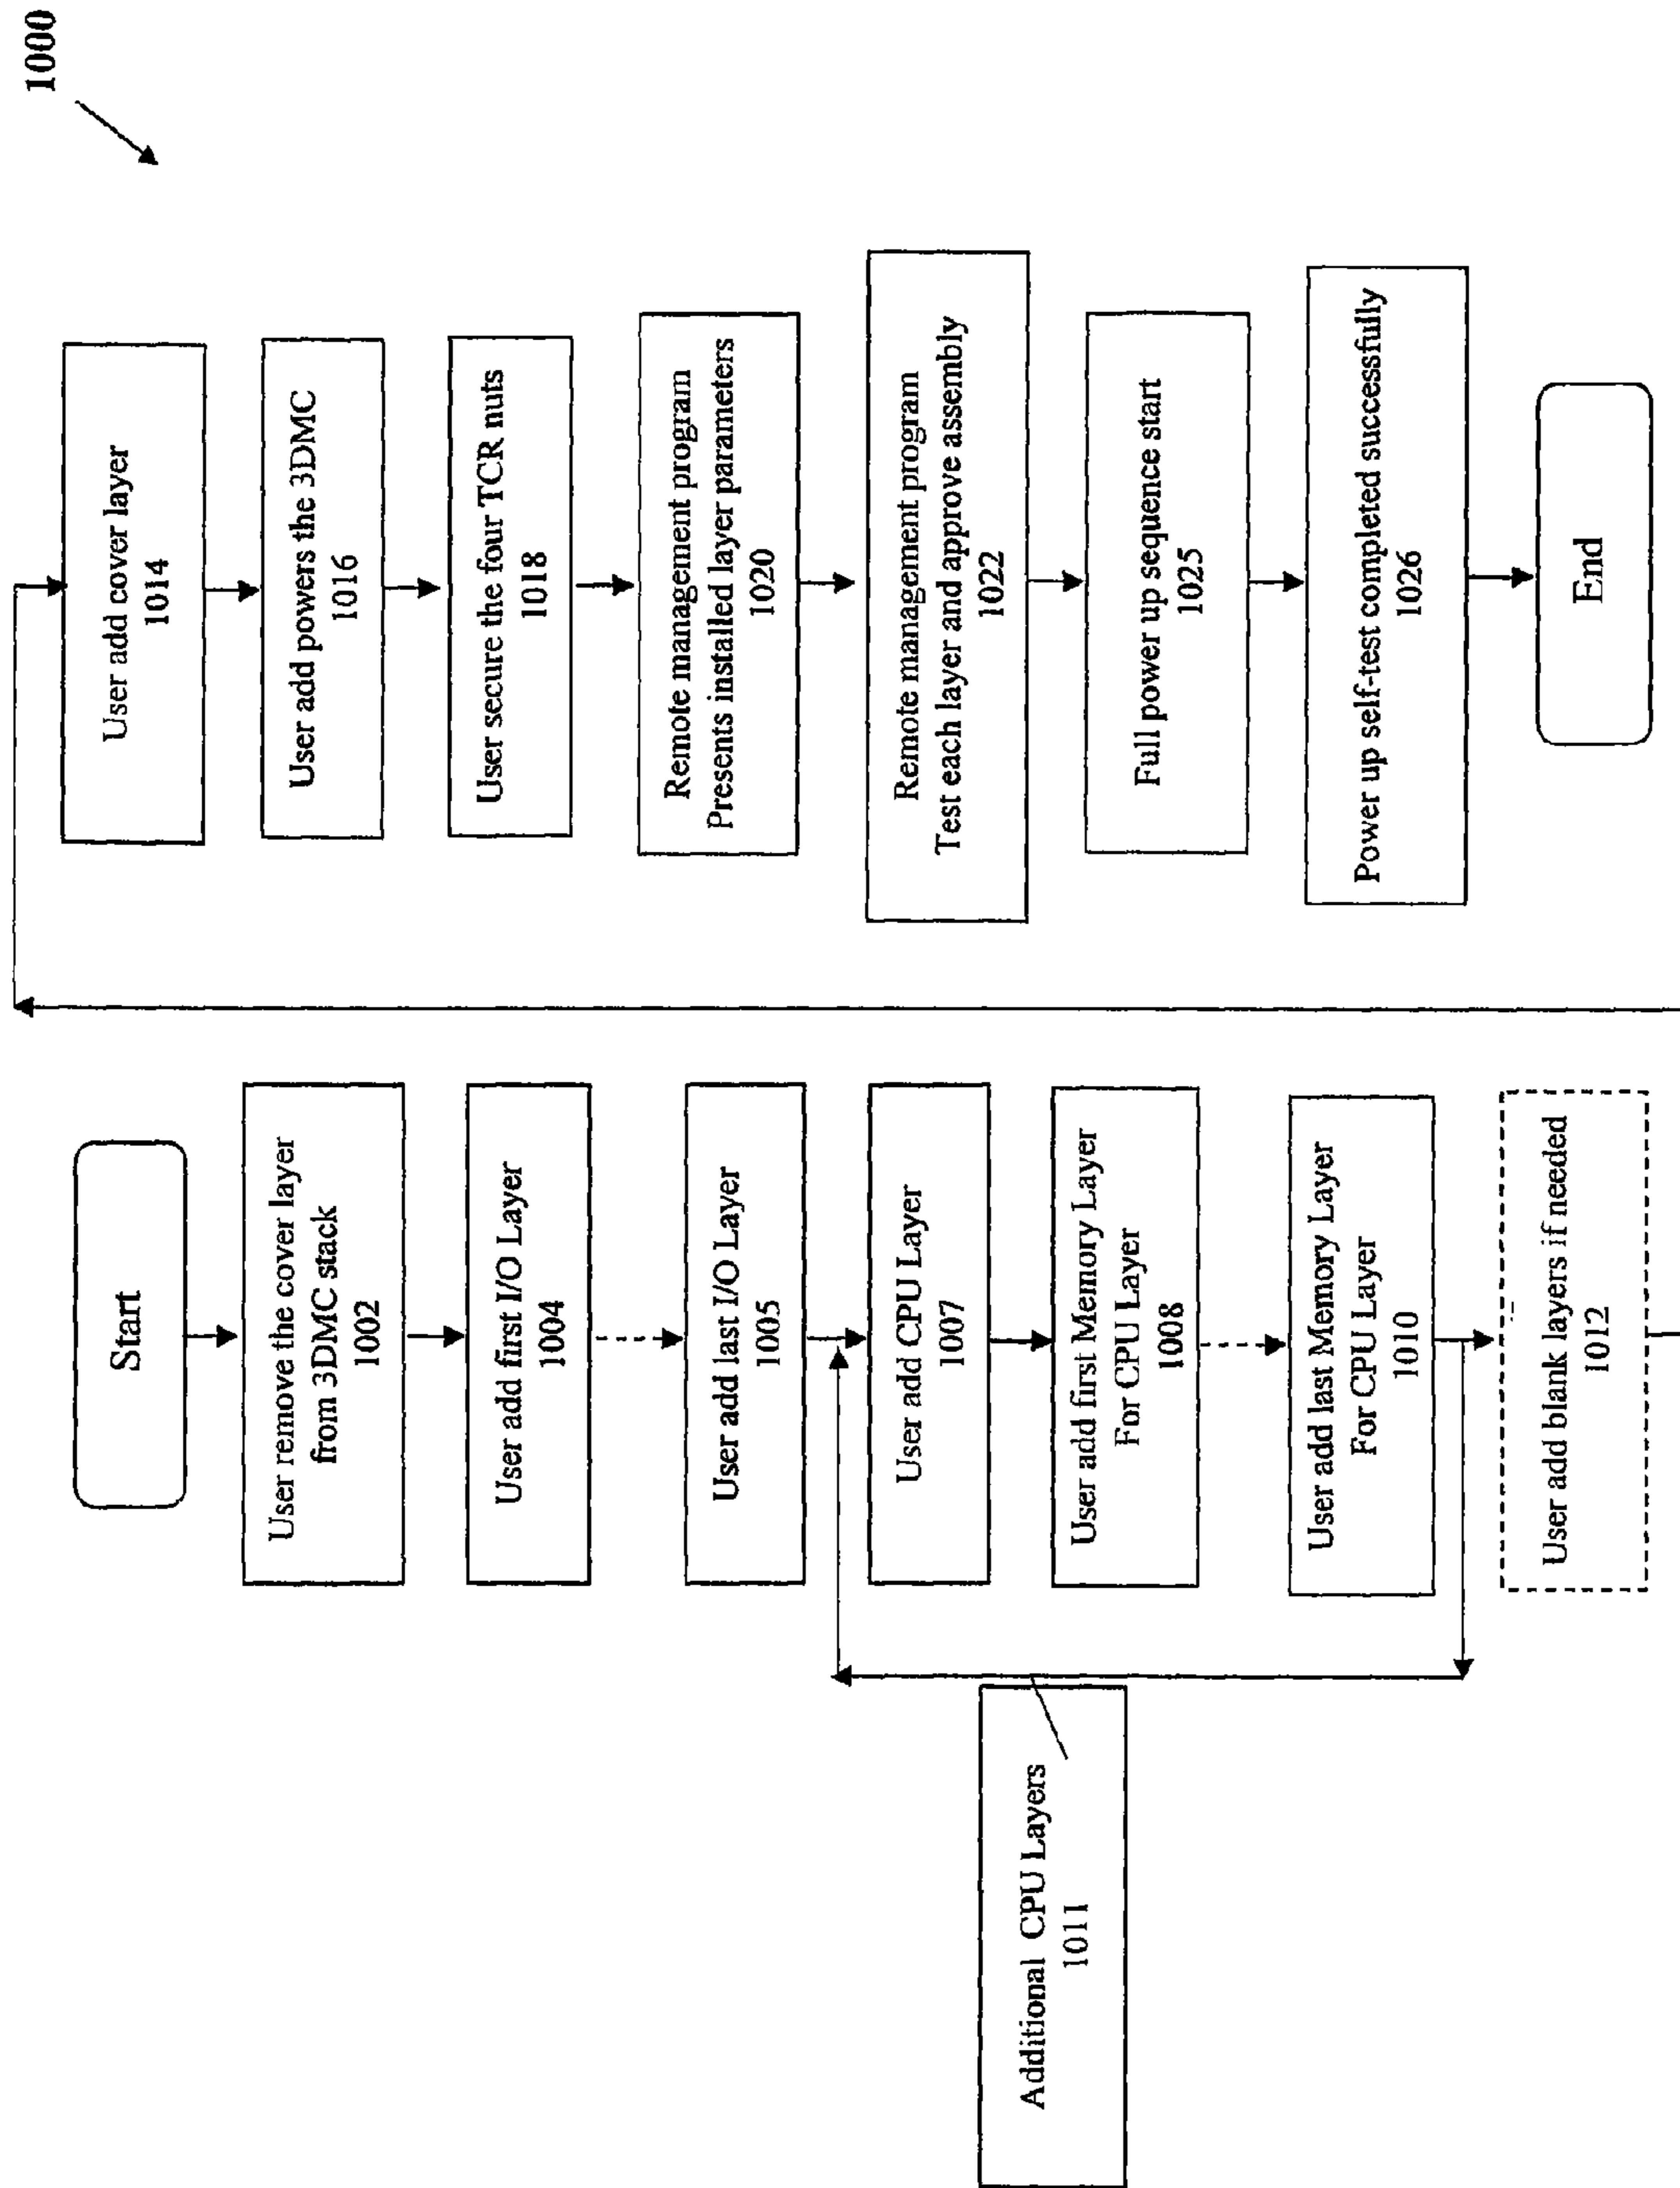 1000
Start
User remove the cover layer
from 3DMC stack
1002
User add first I/O Layer
1004
User add last I/O Layer
1005
User add CPU Layer
1007
User add first Memory Layer
For CPU Layer
1008
User add last Memory Layer
For CPU Layer
1010
Additional CPU Layers
1011
User add blank layers if needed
1012
User add cover layer
1014
User add powers the 3DMC
1016
User secure the four TCR nuts
1018
Remote management program
Presents installed layer parameters
1020
Remote management program
Test each layer and approve assembly
1022
Full power up sequence start
1025
Power up self-test completed successfully
1026
End